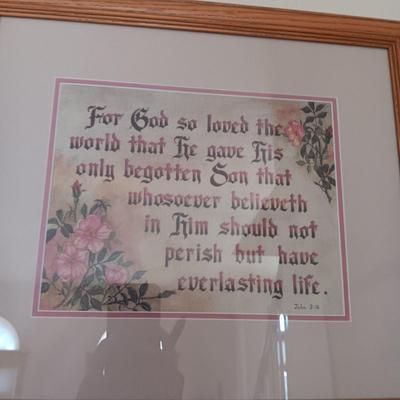 For God so loved the
world that He gave His
only begotten Son that
whosoever believeth
in Him should not
perish but have
everlasting life.
John 3:16